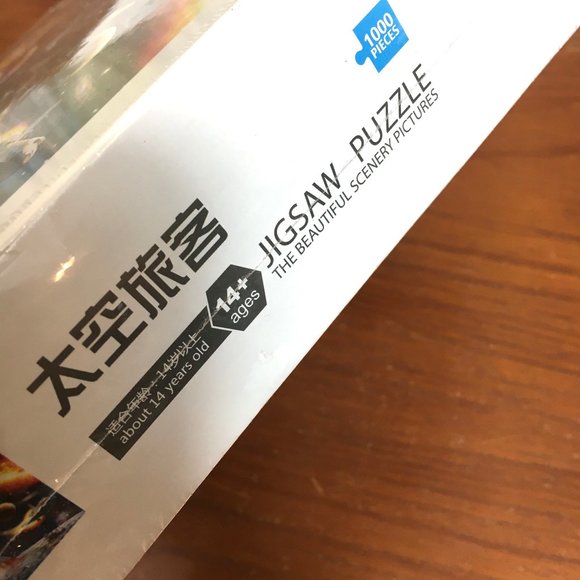 太空旅客
适合年龄：14岁以上
about 14 years old
14+
ages
JIGSAW PUZZLE
THE BEAUTIFUL SCENERY PICTURES
1000
PIECES